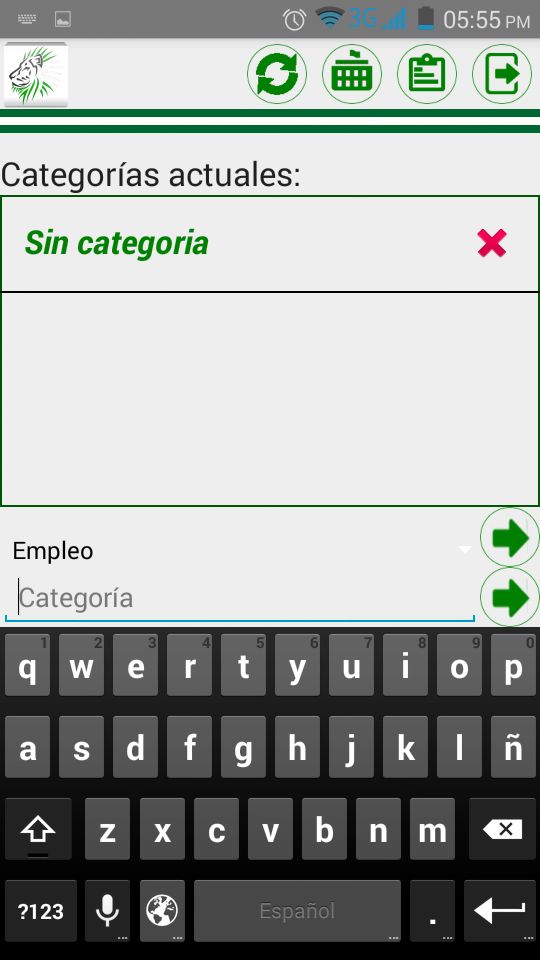 3G 05:55 PM
Categorías actuales:
Sin categoria
Empleo
Categoría
1 2 3 4 5 6 7 8 9 0
q w e r t y u i o p
a s d f g h j k l ñ
z x c v b n m
?123 ... ... Español ... . ... ...